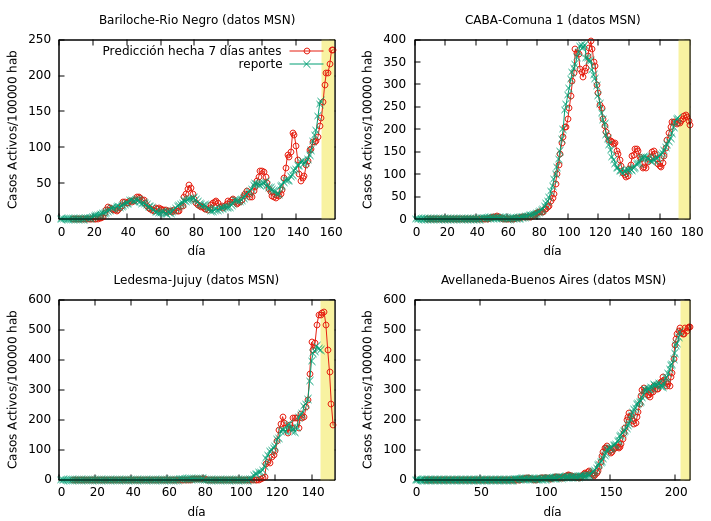 Bariloche-Rio Negro (datos MSN)
Casos Activos/100000 hab
250
200
150
100
50
0
Predicción hecha 7 días antes
reporte
0 20 40 60 80 100 120 140 160
día
CABA-Comuna 1 (datos MSN)
Casos Activos/100000 hab
400
350
300
250
200
150
100
50
0
0 20 40 60 80 100 120 140 160 180
día
Ledesma-Jujuy (datos MSN)
Casos Activos/100000 hab
600
500
400
300
200
100
0
0 20 40 60 80 100 120 140
día
Avellaneda-Buenos Aires (datos MSN)
Casos Activos/100000 hab
600
500
400
300
200
100
0
0 50 100 150 200
día